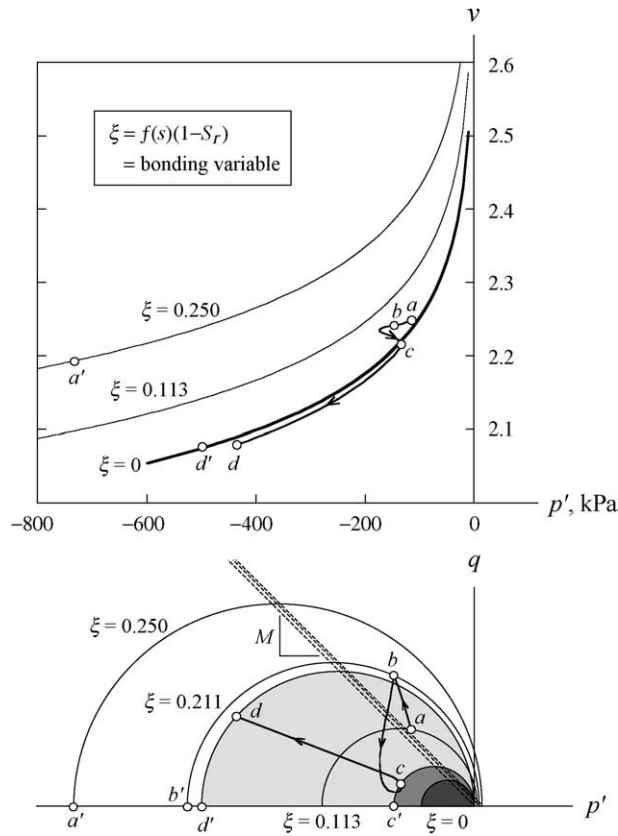 v
2.6
ξ = f(s)(1–Sr)
= bonding variable
2.5
2.4
2.3
ξ = 0.250
b a
a'
2.2
c
ξ = 0.113
2.1
ξ = 0
d' d
−800 −600 −400 −200 0
p', kPa
q
ξ = 0.250
M
b
ξ = 0.211
d
a
c
a' b' d' ξ = 0.113 c' ξ = 0 p'